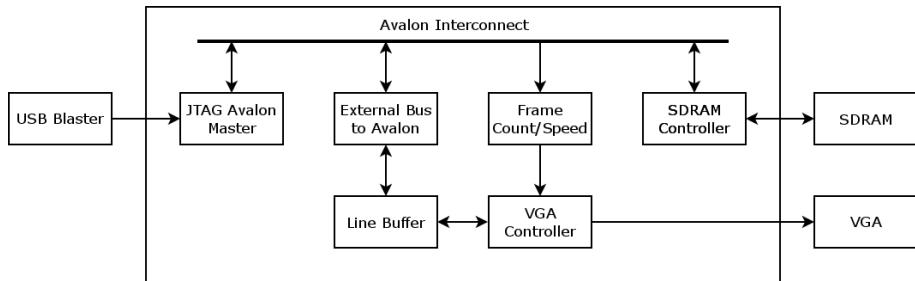 Avalon Interconnect
USB Blaster
JTAG Avalon
Master
External Bus
to Avalon
Frame
Count/Speed
SDRAM
Controller
SDRAM
Line Buffer
VGA
Controller
VGA